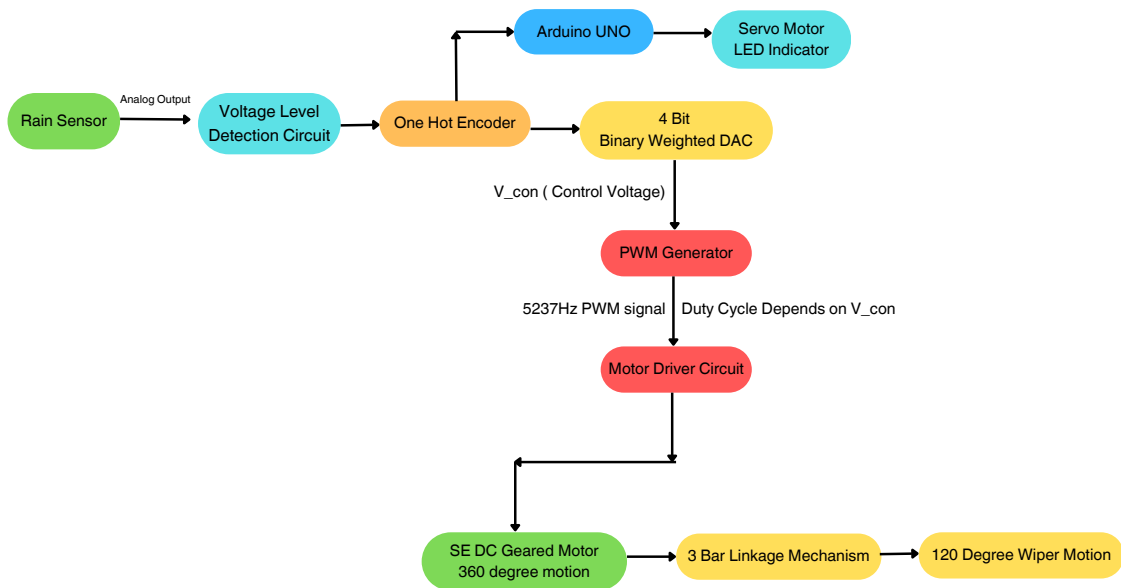 Arduino UNO
Servo Motor
LED Indicator
Analog Output
Rain Sensor
Voltage Level
Detection Circuit
One Hot Encoder
4 Bit
Binary Weighted DAC
V_con ( Control Voltage)
PWM Generator
5237Hz PWM signal
Duty Cycle Depends on V_con
Motor Driver Circuit
SE DC Geared Motor
360 degree motion
3 Bar Linkage Mechanism
120 Degree Wiper Motion